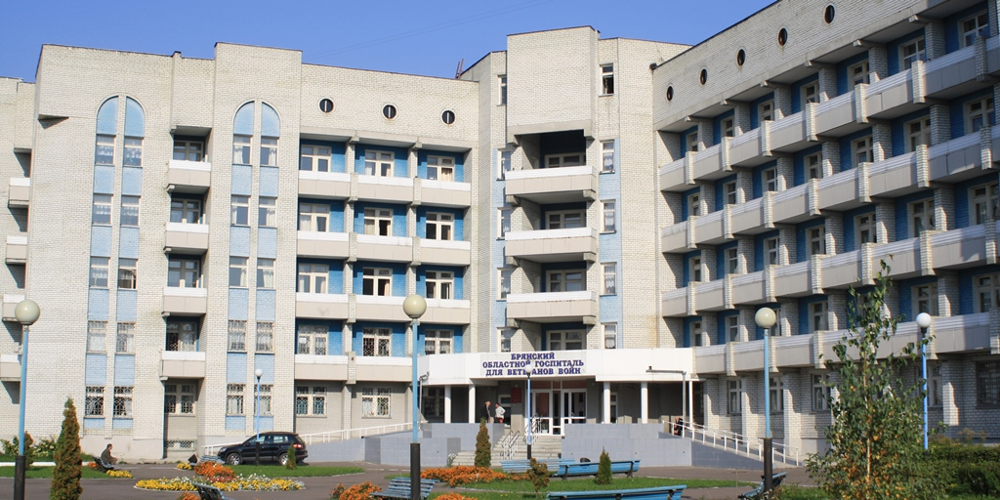 БРЯНСКИЙ
ОБЛАСТНОЙ ГОСПИТАЛЬ
ДЛЯ ВЕТЕРАНОВ ВОЙН